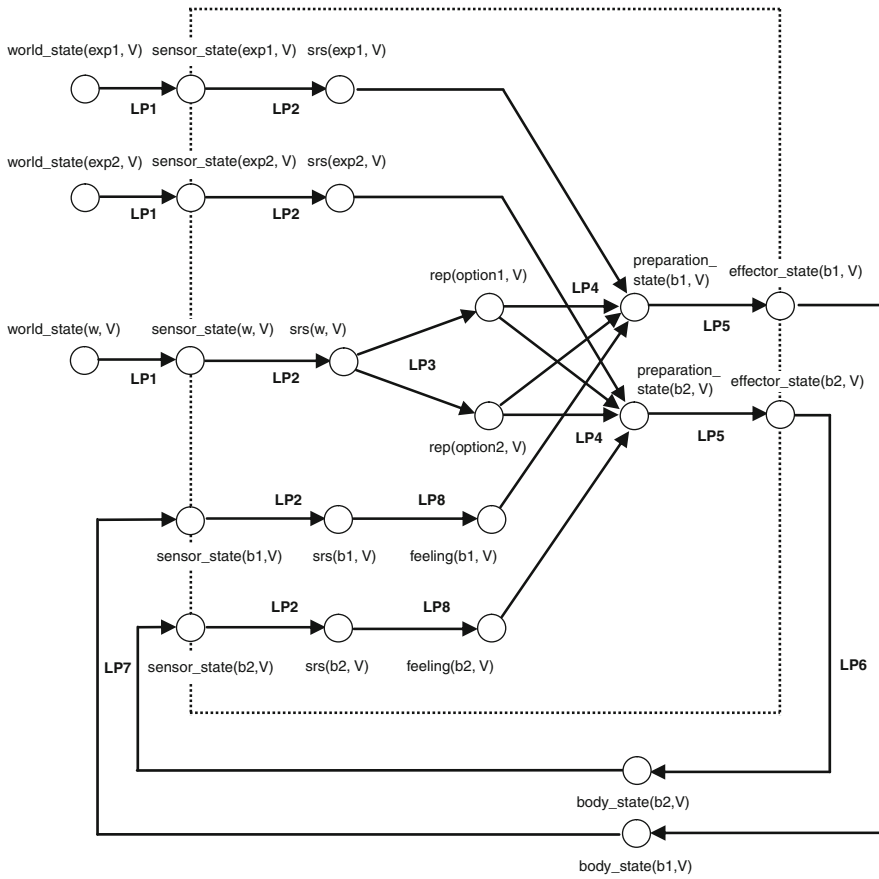 world_state(exp1, V) sensor_state(exp1, V) srs(exp1, V)
LP1 LP2
world_state(exp2, V) sensor_state(exp2, V) srs(exp2, V)
LP1 LP2
rep(option1, V)
LP4
preparation_
state(b1, V)
effector_state(b1, V)
LP5
world_state(w, V) sensor_state(w, V) srs(w, V)
LP1 LP2 LP3
preparation_
state(b2, V)
effector_state(b2, V)
LP4 LP5
rep(option2, V)
LP2 LP8
sensor_state(b1,V) srs(b1, V) feeling(b1, V)
LP2 LP8
sensor_state(b2,V) srs(b2, V) feeling(b2, V)
LP7 LP6
body_state(b2,V)
body_state(b1,V)